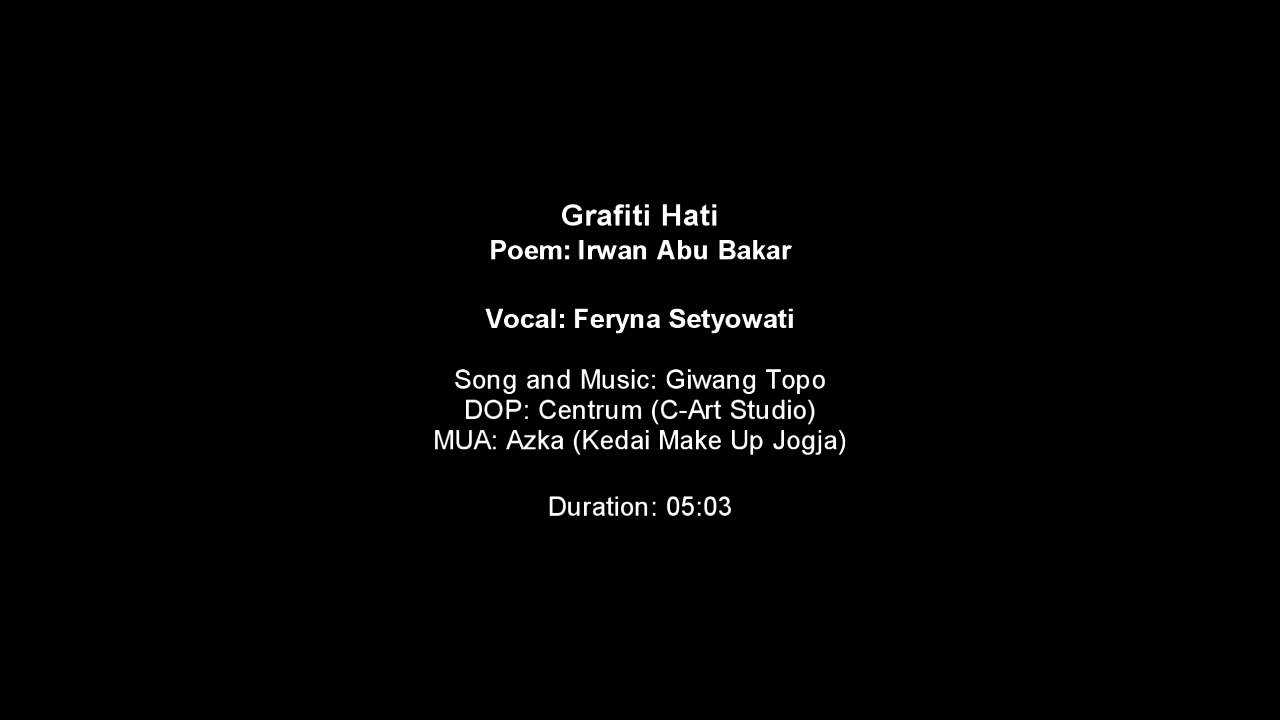 Grafiti Hati
Poem: Irwan Abu Bakar
Vocal: Feryna Setyowati
Song and Music: Giwang Topo
DOP: Centrum (C-Art Studio)
MUA: Azka (Kedai Make Up Jogja)
Duration: 05:03